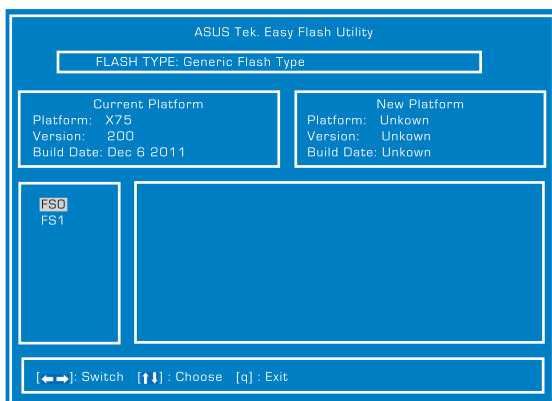 ASUS Tek. Easy Flash Utility
FLASH TYPE: Generic Flash Type
Current Platform
Platform: X75
Version: 200
Build Date: Dec 6 2011
New Platform
Platform: Unkown
Version: Unkown
Build Date: Unkown
FS0
FS1
[←→]: Switch [↑↓] : Choose [q] : Exit